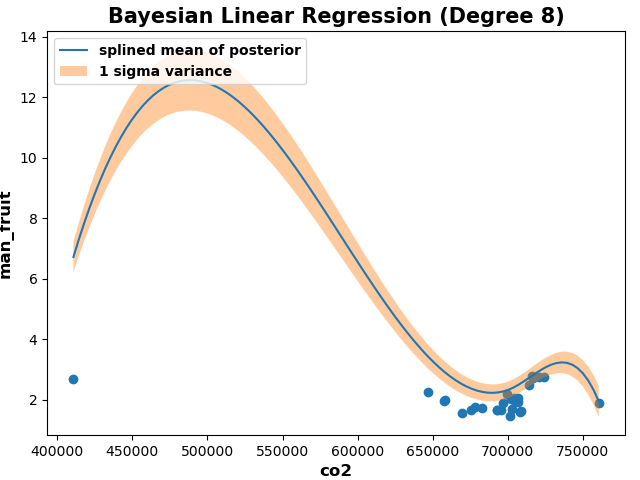 Bayesian Linear Regression (Degree 8)
splined mean of posterior
1 sigma variance
14
12
10
8
6
4
2
man_fruit
400000 450000 500000 550000 600000 650000 700000 750000
co2